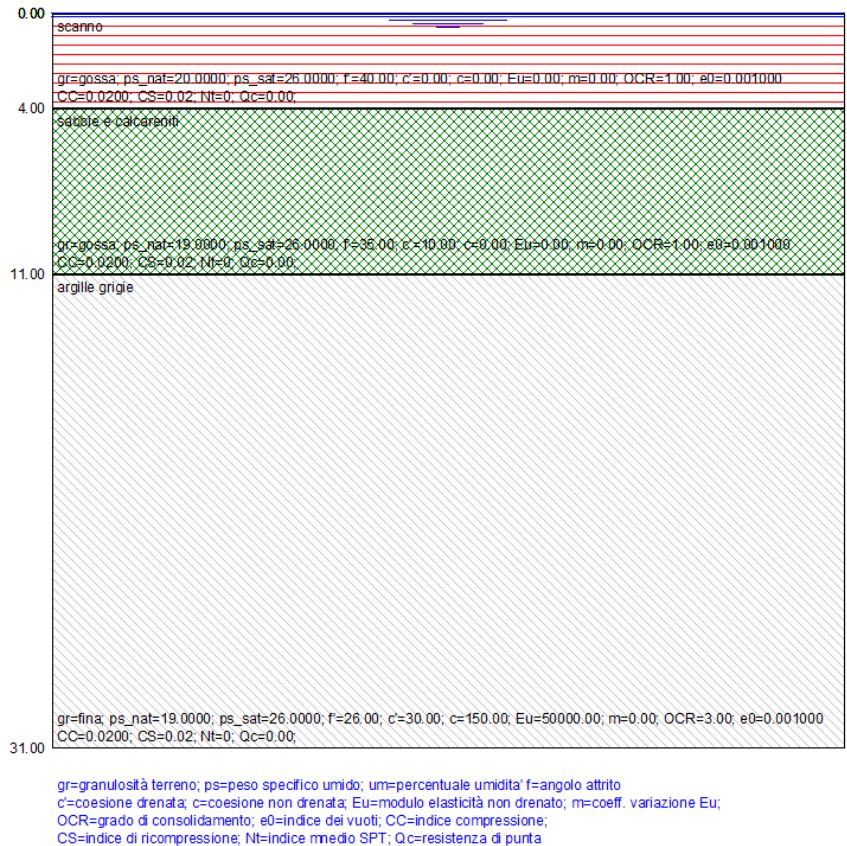 0.00
scanno
gr=gossa; ps_nat=20.0000; ps_sat=26.0000; f'=40.00; c'=0.00; c=0.00; Eu=0.00; m=0.00; OCR=1.00; e0=0.001000
CC=0.0200; CS=0.02; Nt=0; Qc=0.00;
4.00
sabbie e calcareniti
gr=gossa; ps_nat=19.0000; ps_sat=26.0000; f'=35.00; c'=10.00; c=0.00; Eu=0.00; m=0.00; OCR=1.00; e0=0.001000
CC=0.0200; CS=0.02; Nt=0; Qc=0.00;
11.00
argille grigie
gr=fina; ps_nat=19.0000; ps_sat=26.0000; f'=26.00; c'=30.00; c=150.00; Eu=50000.00; m=0.00; OCR=3.00; e0=0.001000
CC=0.0200; CS=0.02; Nt=0; Qc=0.00;
31.00
gr=granulosità terreno; ps=peso specifico umido; um=percentuale umidita' f=angolo attrito
c'=coesione drenata; c=coesione non drenata; Eu=modulo elasticità non drenato; m=coeff. variazione Eu;
OCR=grado di consolidamento; e0=indice dei vuoti; CC=indice compressione;
CS=indice di ricompressione; Nt=indice mnedio SPT; Qc=resistenza di punta